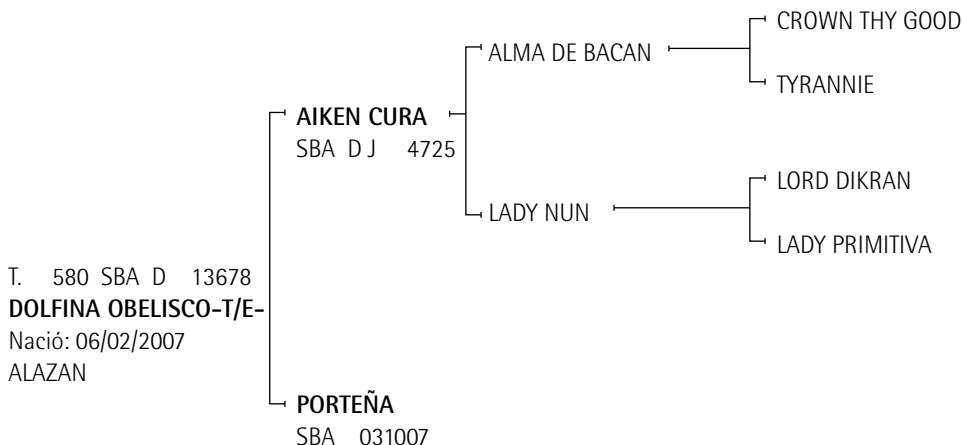 CROWN THY GOOD
ALMA DE BACAN
TYRANNIE
AIKEN CURA
SBA D J 4725
LORD DIKRAN
LADY NUN
LADY PRIMITIVA
T. 580 SBA D 13678
DOLFINA OBELISCO-T/E-
Nació: 06/02/2007
ALAZAN
PORTEÑA
SBA 031007